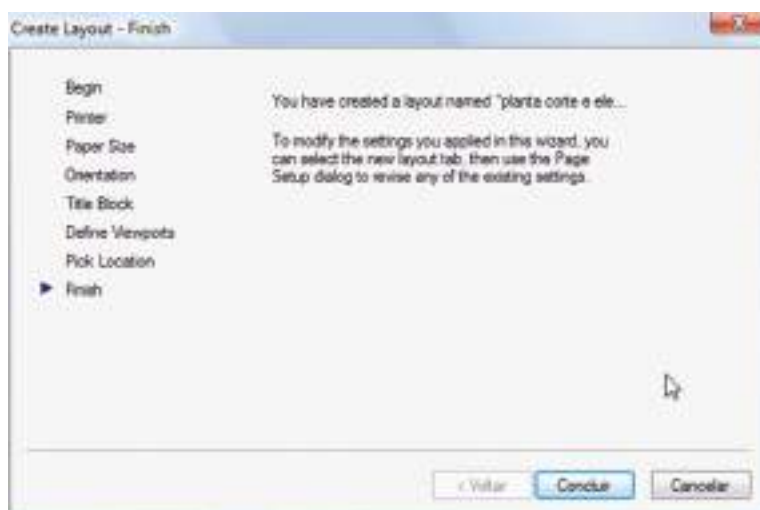 Create Layout - Finish
Begin
Printer
Paper Size
Orientation
Title Block
Define Viewports
Pick Location
Finish
You have created a layout named "planta corte e ele...
To modify the settings you applied in this wizard, you
can select the new layout tab, then use the Page
Setup dialog to revise any of the existing settings.
< Voltar
Concluir
Cancelar